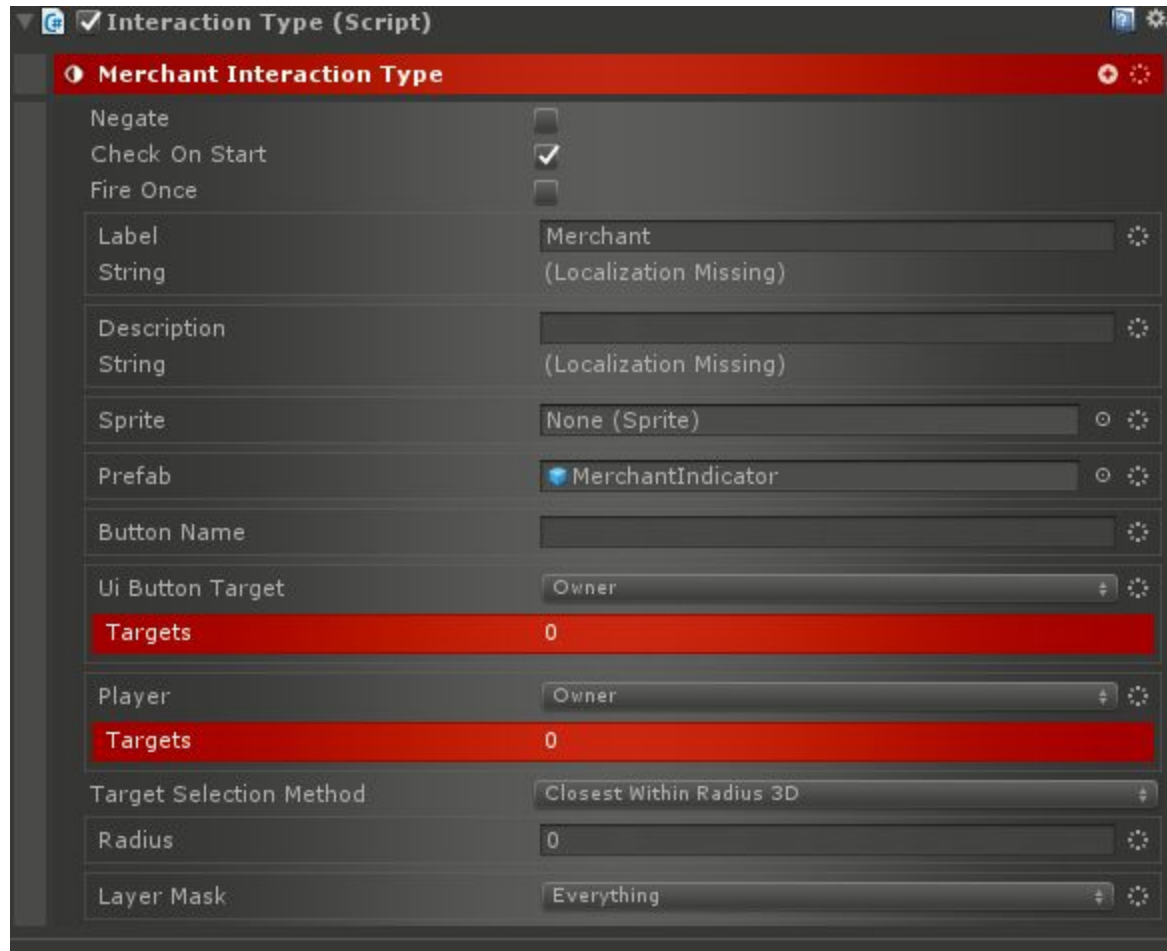 Interaction Type (Script)
Merchant Interaction Type
Negate
Check On Start
Fire Once
Label Merchant
String (Localization Missing)
Description
String (Localization Missing)
Sprite None (Sprite)
Prefab MerchantIndicator
Button Name
Ui Button Target Owner
Targets 0
Player Owner
Targets 0
Target Selection Method Closest Within Radius 3D
Radius 0
Layer Mask Everything